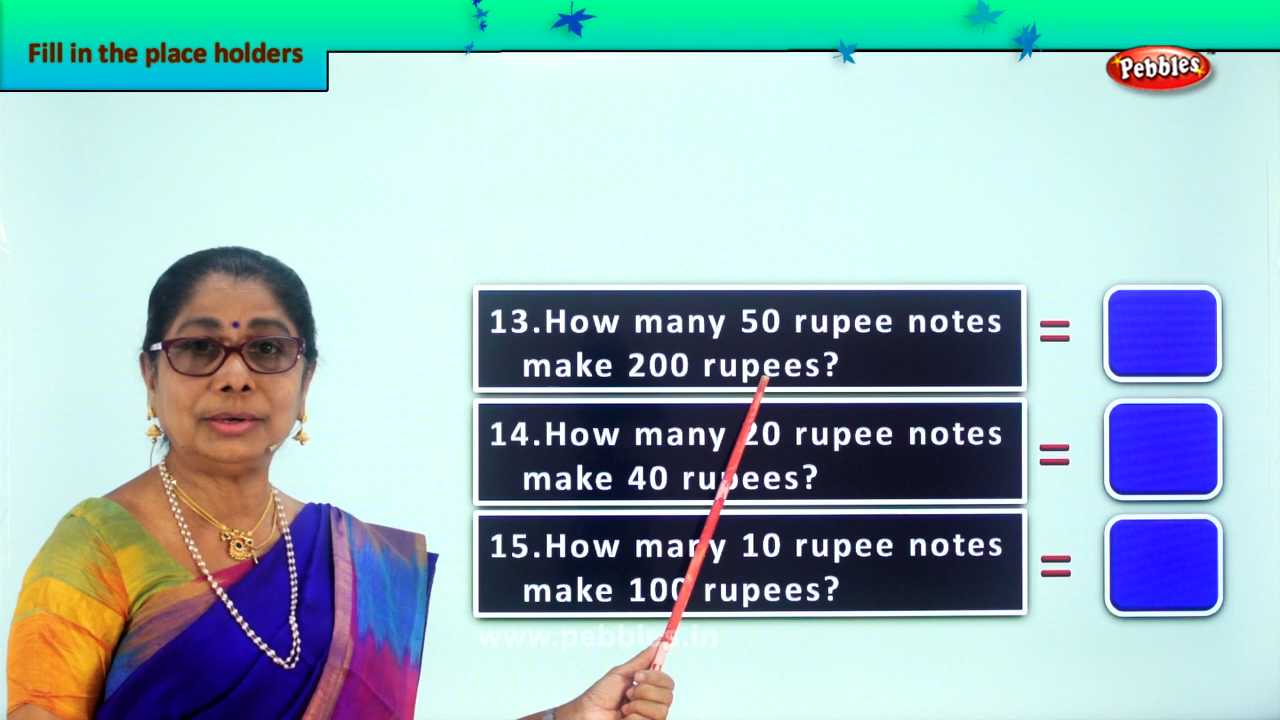 Fill in the place holders
Pebbles
13.How many 50 rupee notes
make 200 rupees?
=
14.How many 20 rupee notes
make 40 rupees?
=
15.How many 10 rupee notes
make 100 rupees?
=
www.pebbles.in